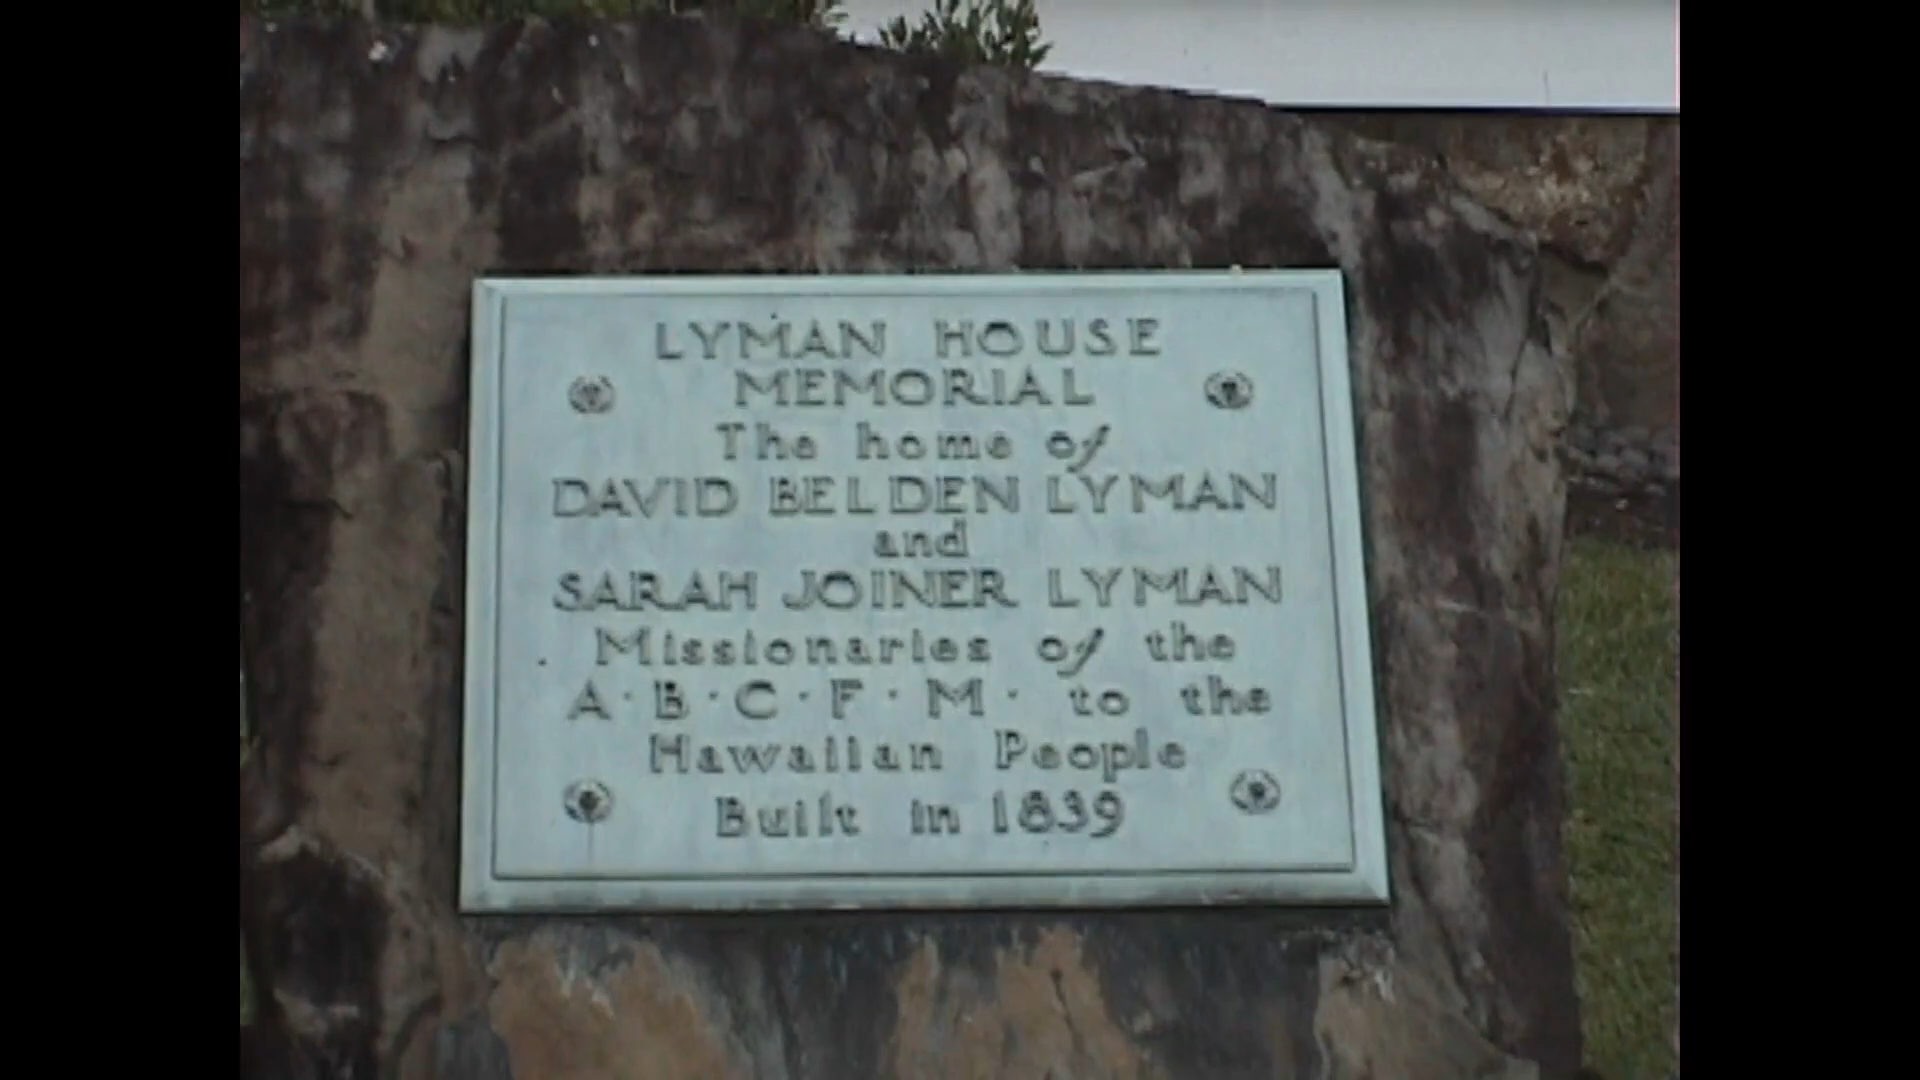 LYMAN HOUSE
MEMORIAL
The home of
DAVID BELDEN LYMAN
and
SARAH JOINER LYMAN
Missionaries of the
A·B·C·F·M· to the
Hawaiian People
Built in 1839